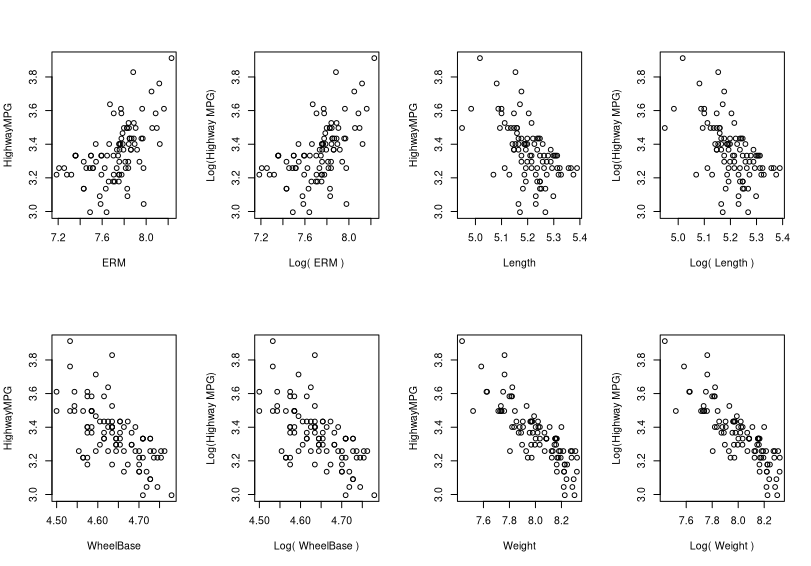 HighwayMPG
3.0 3.2 3.4 3.6 3.8
7.2 7.6 8.0
ERM
Log(Highway MPG)
3.0 3.2 3.4 3.6 3.8
7.2 7.6 8.0
Log( ERM )
HighwayMPG
3.0 3.2 3.4 3.6 3.8
5.0 5.1 5.2 5.3 5.4
Length
Log(Highway MPG)
3.0 3.2 3.4 3.6 3.8
5.0 5.1 5.2 5.3 5.4
Log( Length )
HighwayMPG
3.0 3.2 3.4 3.6 3.8
4.50 4.60 4.70
WheelBase
Log(Highway MPG)
3.0 3.2 3.4 3.6 3.8
4.50 4.60 4.70
Log( WheelBase )
HighwayMPG
3.0 3.2 3.4 3.6 3.8
7.6 7.8 8.0 8.2
Weight
Log(Highway MPG)
3.0 3.2 3.4 3.6 3.8
7.6 7.8 8.0 8.2
Log( Weight )